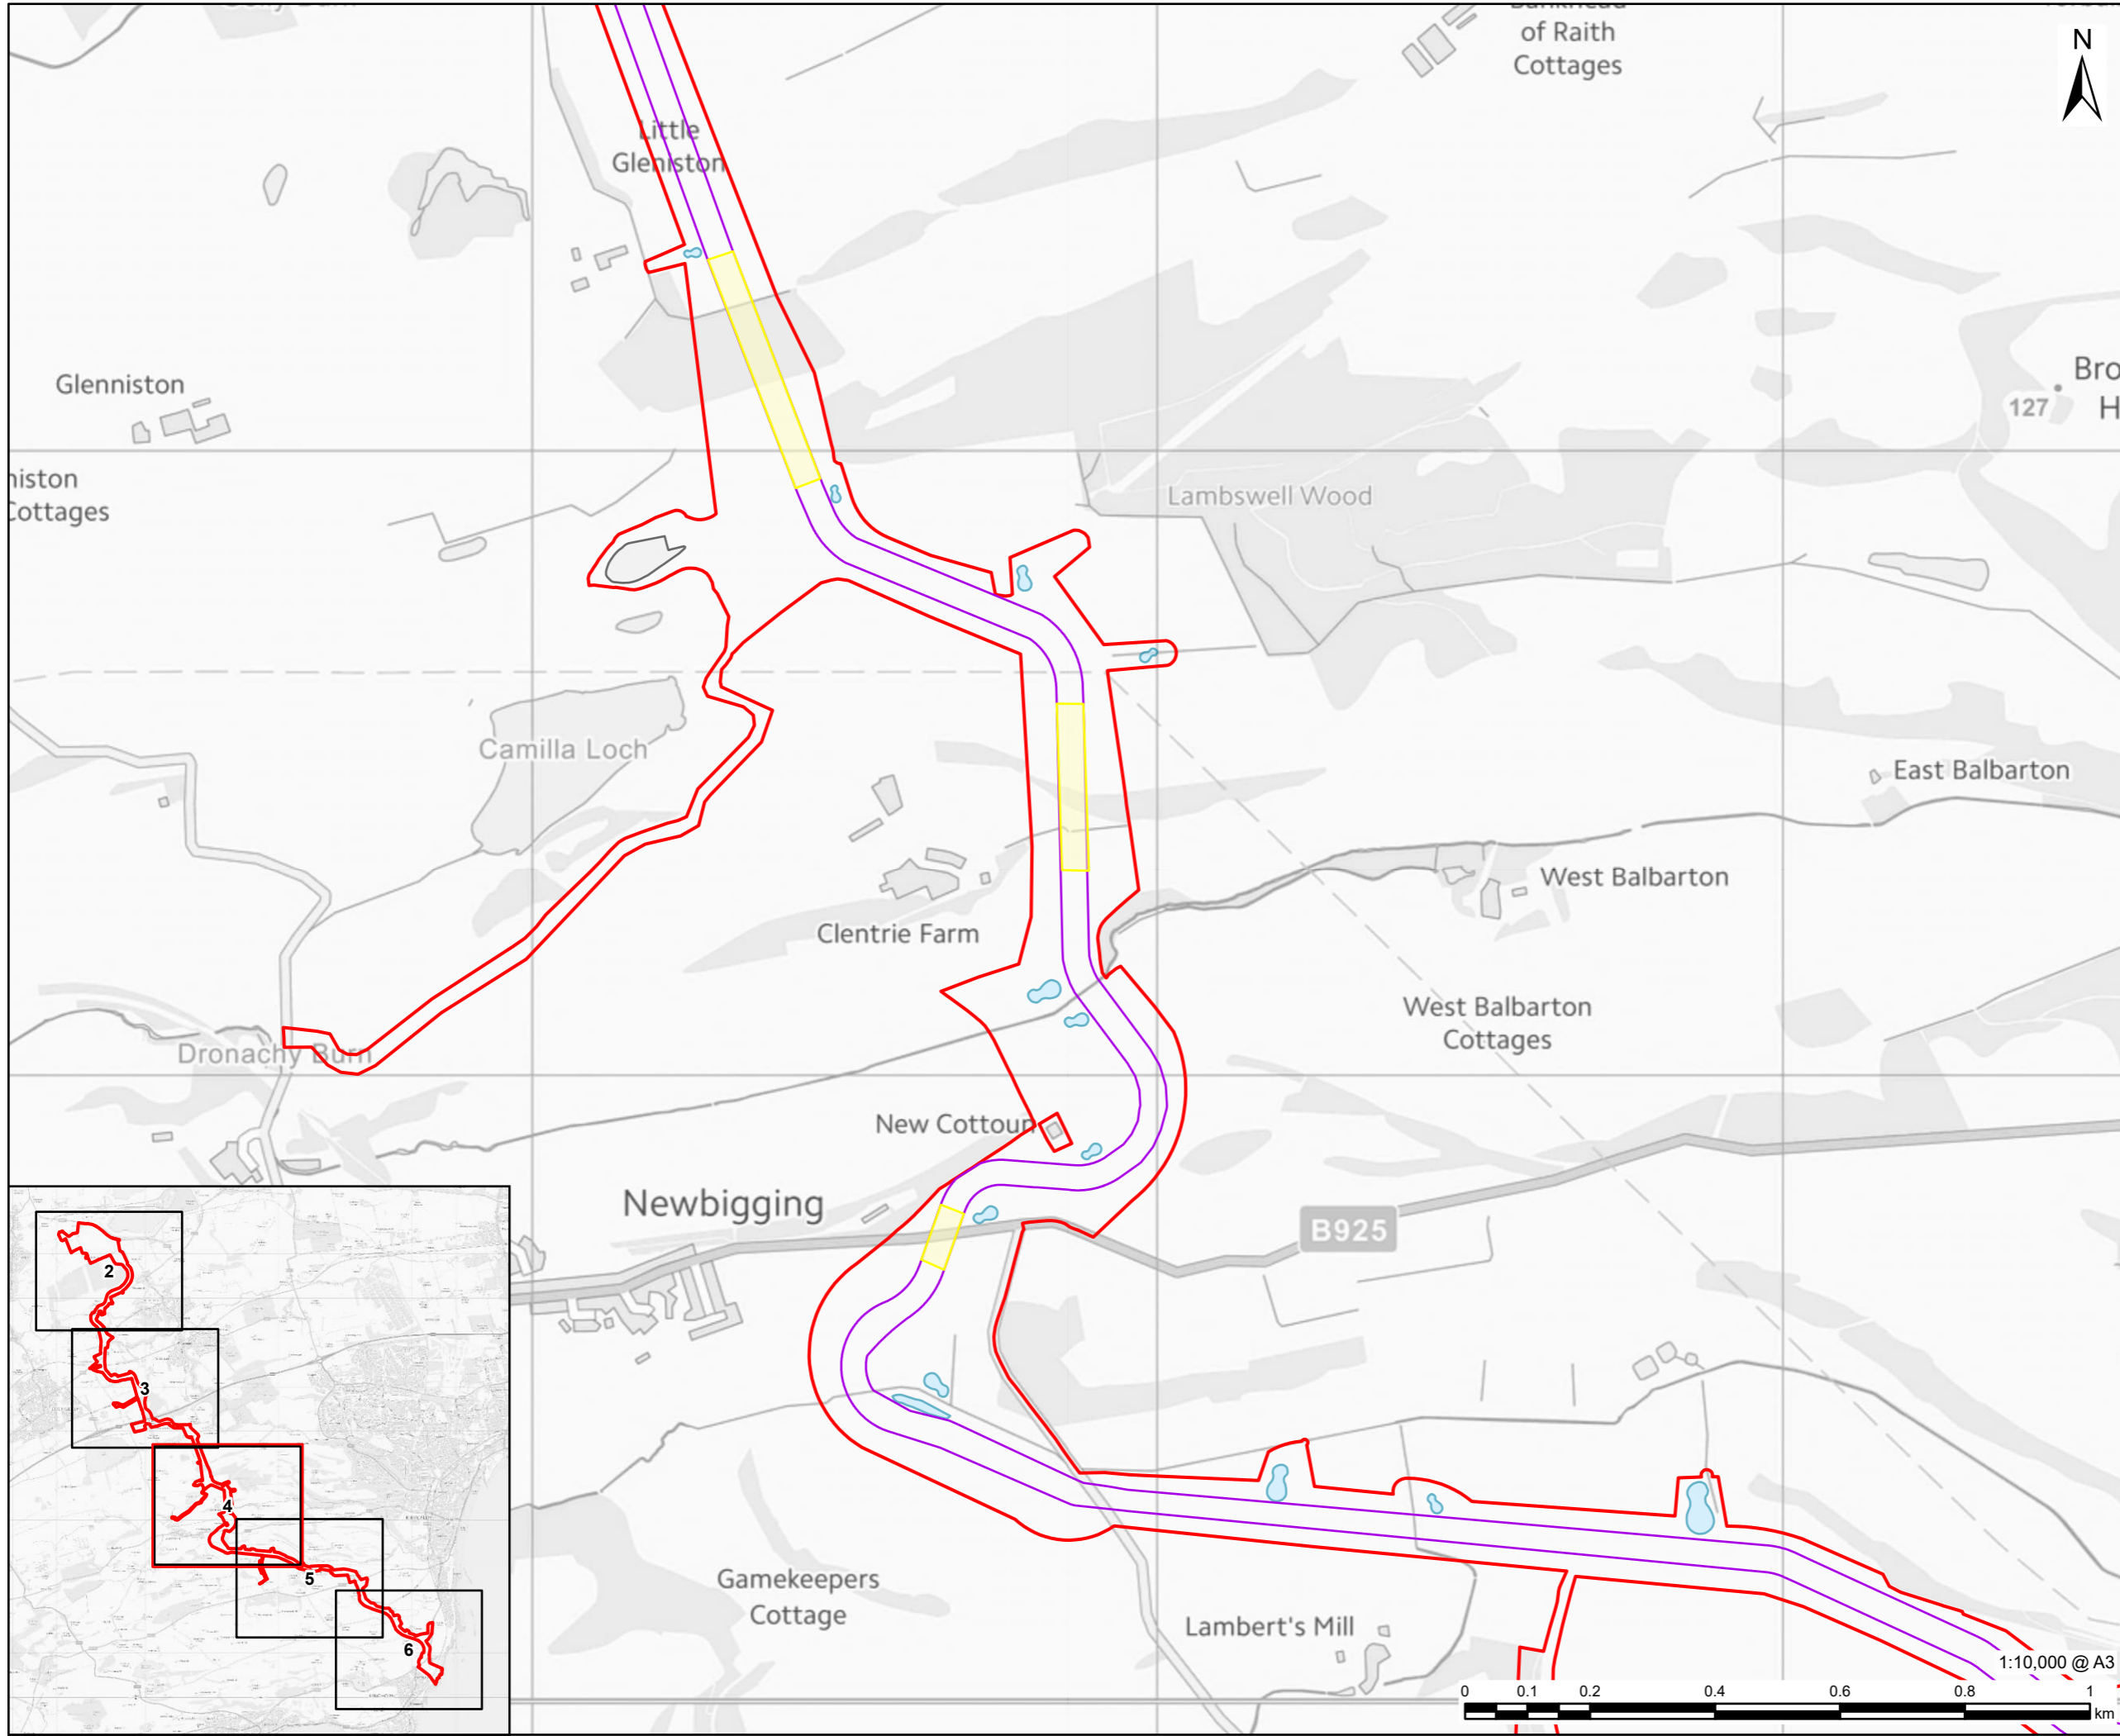 of Raith
Cottages
N
Little
Gleniston
Glenniston
Bro
127
H
niston
Cottages
Lambswell Wood
Camilla Loch
East Balbarton
West Balbarton
Clentrie Farm
West Balbarton
Cottages
Dronachy Burn
New Cottoun
Newbigging
B925
2
3
4
5
6
Gamekeepers
Cottage
Lambert's Mill
1:10,000 @ A3
0 0.1 0.2 0.4 0.6 0.8 1
km